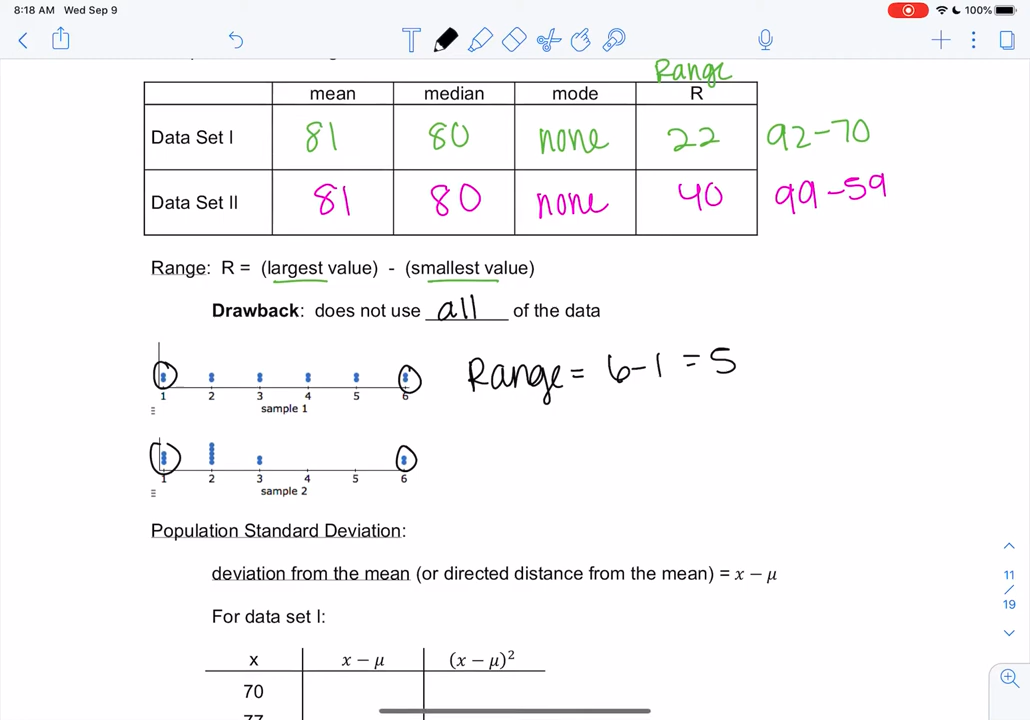 8:18 AM Wed Sep 9 100%
Range
mean median mode R
Data Set I 81 80 none 22 92-70
Data Set II 81 80 none 40 99-59
Range: R = (largest value) - (smallest value)
Drawback: does not use all of the data
Range = 6-1 = 5
1 2 3 4 5 6
sample 1
1 2 3 4 5 6
sample 2
Population Standard Deviation:
deviation from the mean (or directed distance from the mean) = x − μ
11
/
19
For data set I:
x x − μ (x − μ)²
70